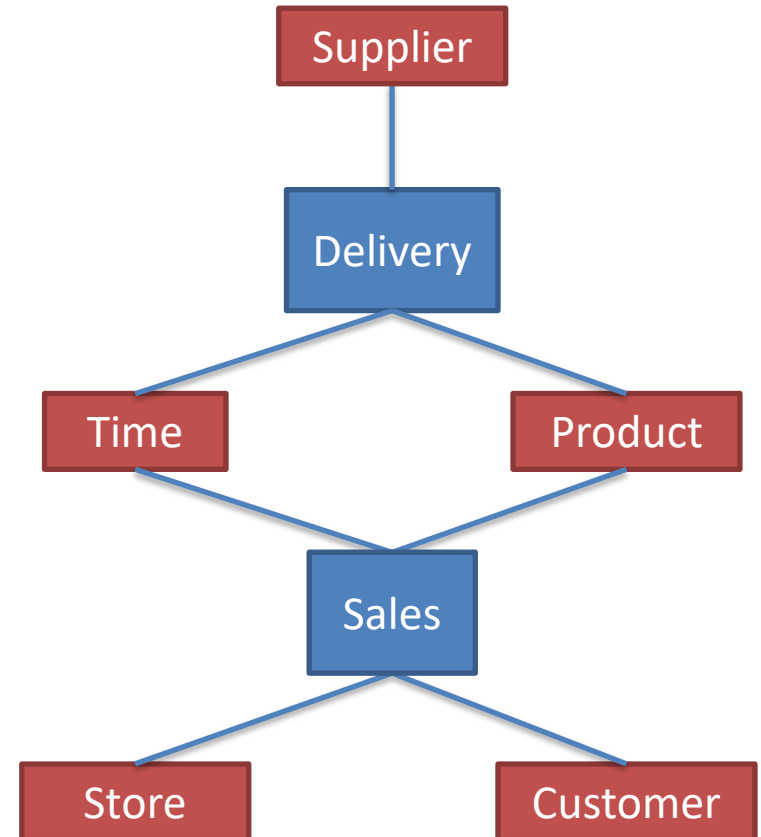 Supplier
Delivery
Time
Product
Sales
Store
Customer